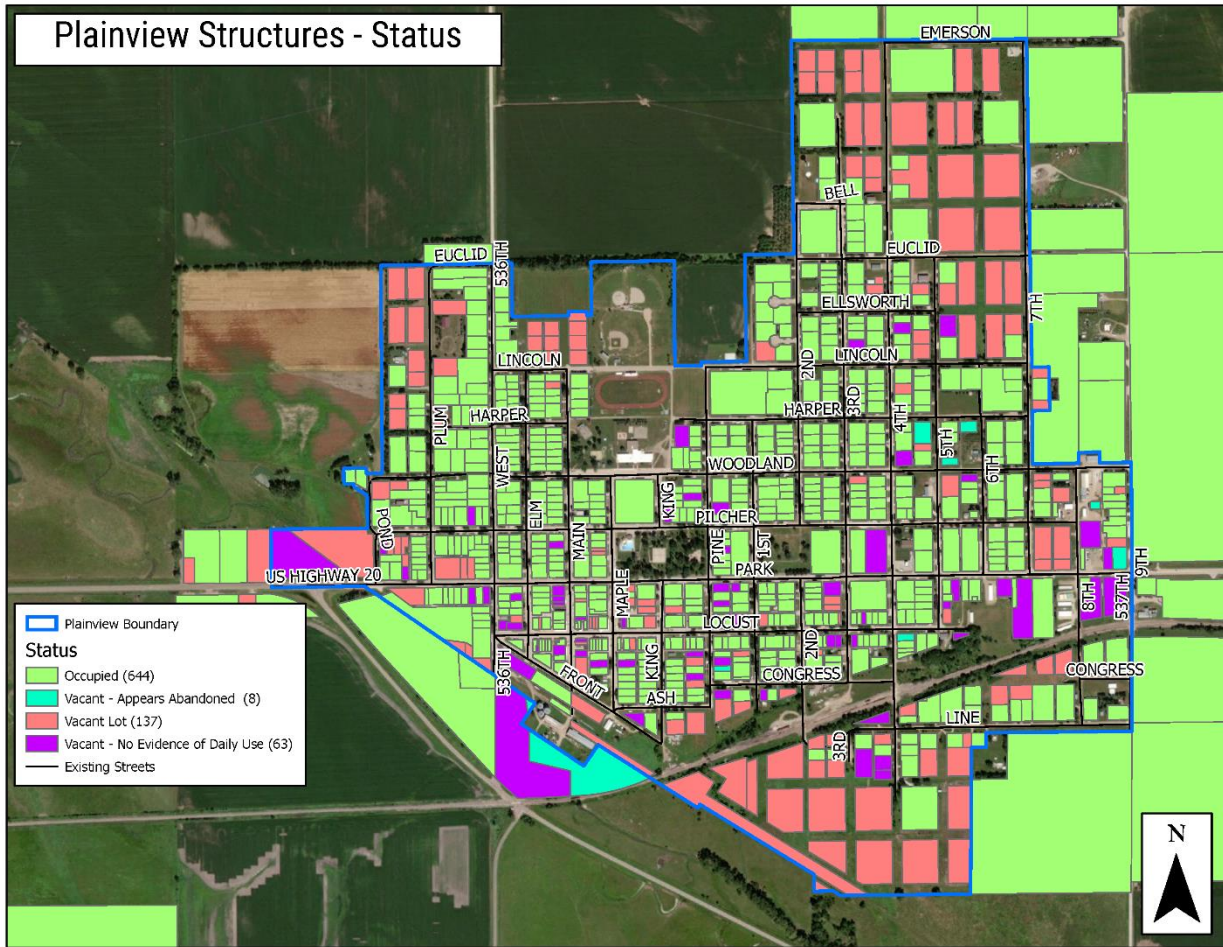 Plainview Structures - Status
EMERSON
BELL
EUCLID
EUCLID
536TH
ELLSWORTH
7TH
LINCOLN
LINCOLN
2ND
HARPER
HARPER
3RD
PLUM
4TH
5TH
WEST
WOODLAND
6TH
KING
ELM
PILCHER
POND
MAIN
PINE
1ST
9TH
PARK
US HIGHWAY 20
MAPLE
8TH
537TH
LOCUST
2ND
536TH
KING
FRONT
CONGRESS
CONGRESS
ASH
LINE
3RD
Plainview Boundary
Status
Occupied (644)
Vacant - Appears Abandoned (8)
Vacant Lot (137)
Vacant - No Evidence of Daily Use (63)
Existing Streets
N